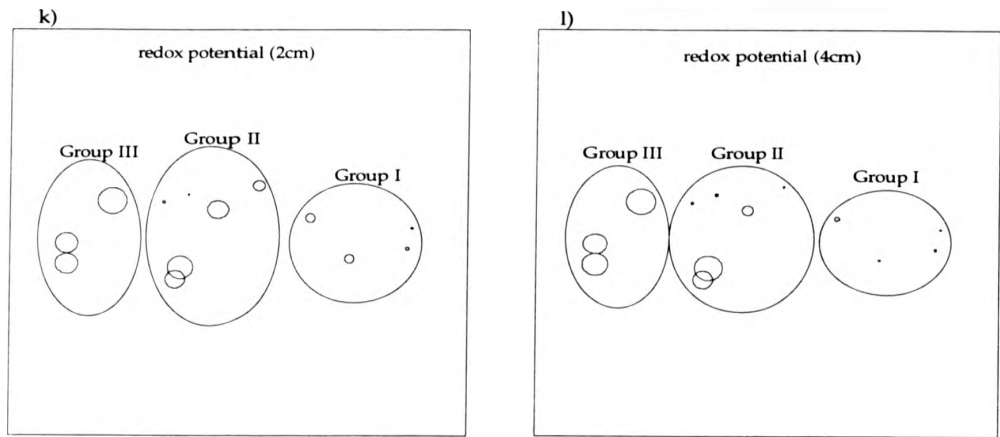 k)
redox potential (2cm)
Group III
Group II
Group I
l)
redox potential (4cm)
Group III
Group II
Group I